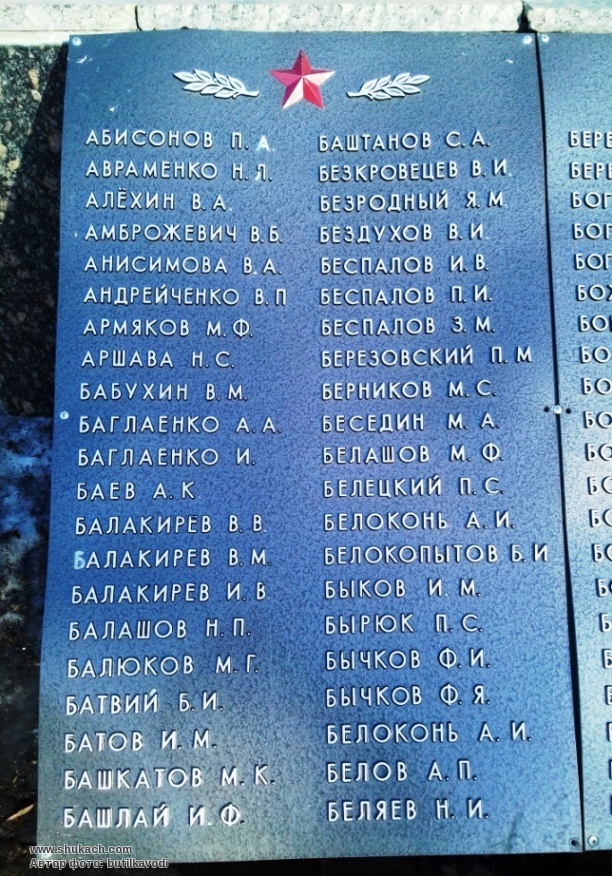 АБИСОНОВ П. А
АВРАМЕНКО Н. Л.
АЛЁХИН В. А.
АМБРОЖЕВИЧ В. Б.
АНИСИМОВА В. А.
АНДРЕЙЧЕНКО В. П
АРМЯКОВ М. Ф.
АРШАВА Н. С.
БАБУХИН В. М.
БАГЛАЕНКО А. А.
БАГЛАЕНКО И.
БАЕВ А. К
БАЛАКИРЕВ В. В.
БАЛАКИРЕВ В. М.
БАЛАКИРЕВ И. В
БАЛАШОВ Н. П.
БАЛЮКОВ М. Г.
БАТВИЙ Б. И.
БАТОВ И. М.
БАШКАТОВ М. К.
БАШЛАЙ И. Ф.
БАШТАНОВ С. А.
БЕЗКРОВЕЦЕВ В. И.
БЕЗРОДНЫЙ Я. М.
БЕЗДУХОВ В. И.
БЕСПАЛОВ И. В.
БЕСПАЛОВ П. И.
БЕСПАЛОВ З. М.
БЕРЕЗОВСКИЙ П. М
БЕРНИКОВ М. С.
БЕСЕДИН М. А.
БЕЛАШОВ М. Ф.
БЕЛЕЦКИЙ П. С.
БЕЛОКОНЬ А. И.
БЕЛОКОПЫТОВ Б. И
БЫКОВ И. М.
БЫРЮК П. С.
БЫЧКОВ Ф. И.
БЫЧКОВ Ф. Я.
БЕЛОКОНЬ А. И.
БЕЛОВ А. П.
БЕЛЯЕВ Н. И.
www.shukach.com
Автор фото: butilkavodi